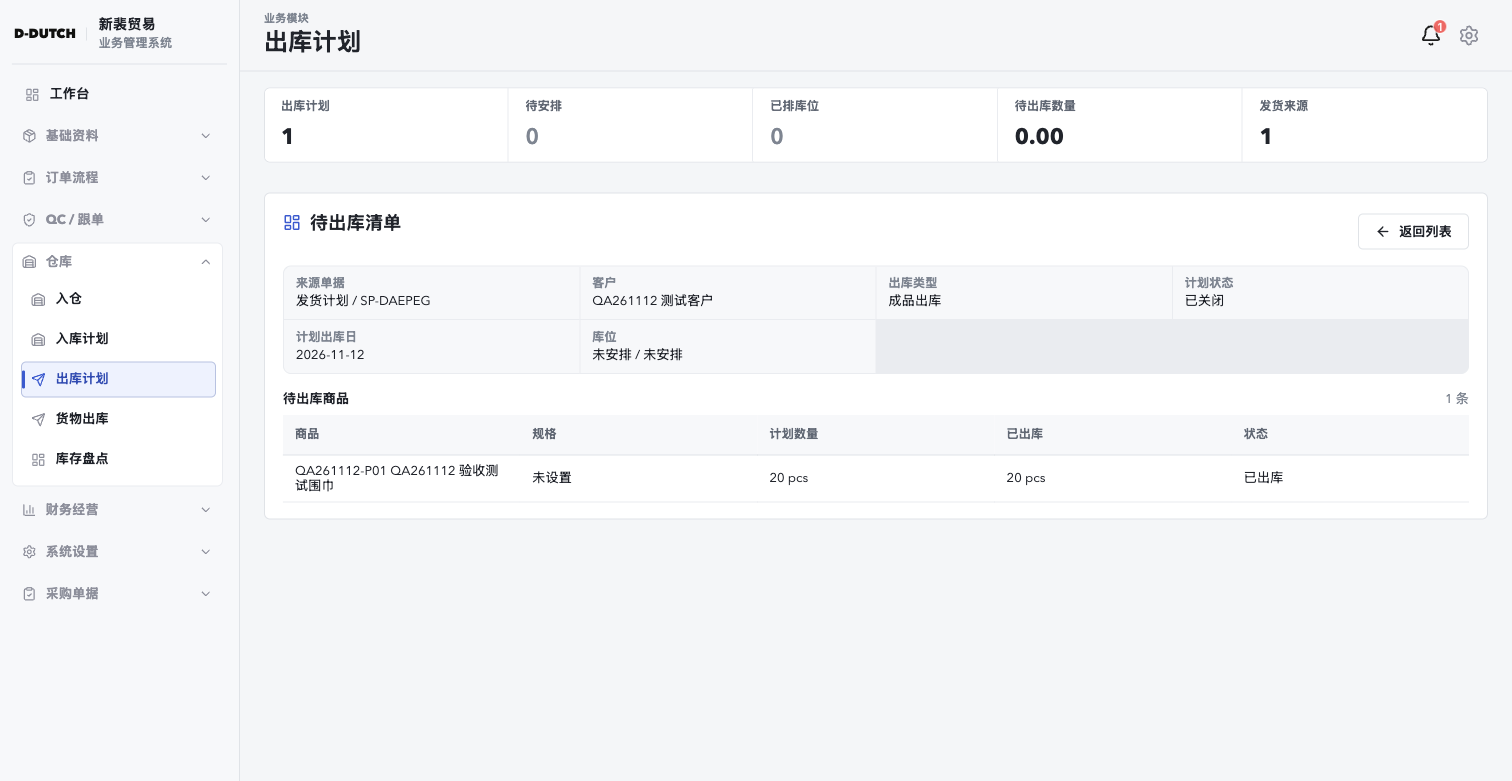 D-DUTCH
新装贸易
业务管理系统
工作台
基础资料
订单流程
QC / 跟单
仓库
入仓
入库计划
出库计划
货物出库
库存盘点
财务经营
系统设置
采购单据
业务模块
出库计划
1
出库计划
1
待安排
0
已排库位
0
待出库数量
0.00
发货来源
1
待出库清单
返回列表
来源单据
发货计划 / SP-DAEPEG
客户
QA261112 测试客户
出库类型
成品出库
计划状态
已关闭
计划出库日
2026-11-12
库位
未安排 / 未安排
待出库商品
1 条
商品 规格 计划数量 已出库 状态
QA261112-P01 QA261112 验收测
试围巾
未设置 20 pcs 20 pcs 已出库